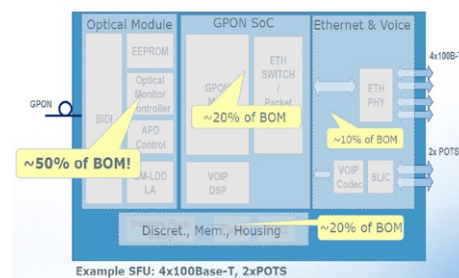 Optical Module
GPON SoC
Ethernet & Voice
EEPROM
Optical
Monitor
Controller
APD
Control
LA
BIDI
GPON
~50% of BOM!
GPON
~20% of BOM
VOIP
DSP
ETH
SWITCH
/
Packet
ETH
PHY
~10% of BOM
VOIP
Codec
SLIC
4x100B-T
2x POTS
Discret., Mem., Housing
~20% of BOM
Example SFU: 4x100Base-T, 2xPOTS